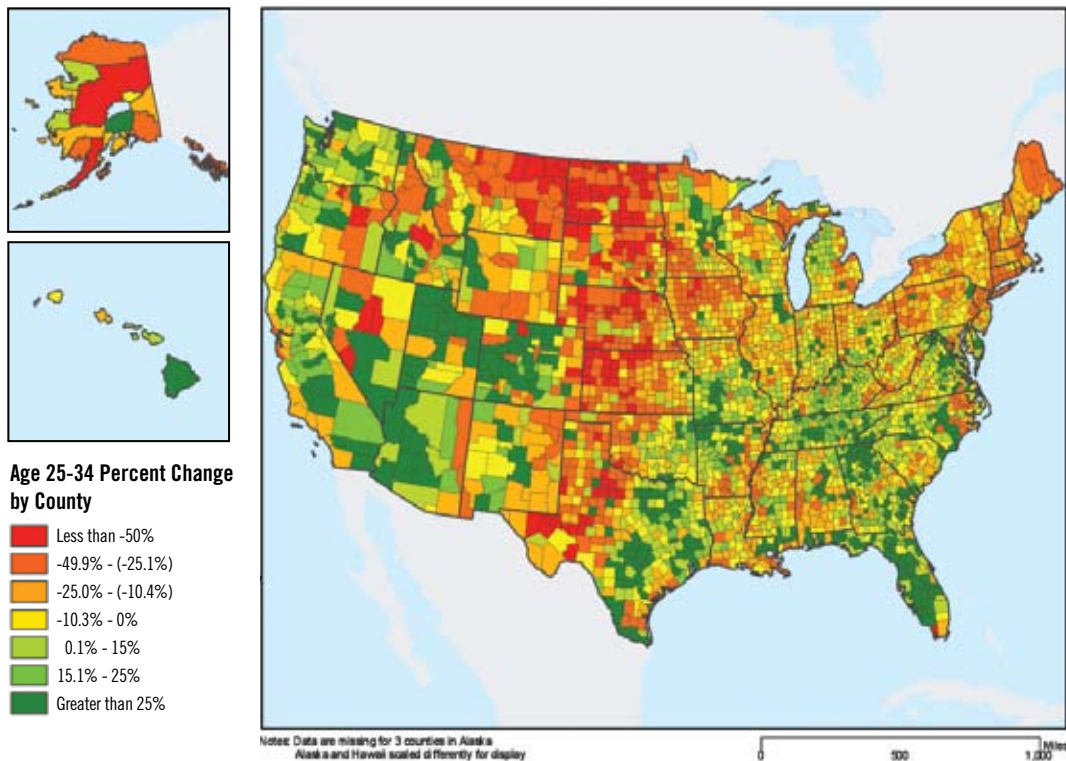 Age 25-34 Percent Change
by County
Less than -50%
-49.9% - (-25.1%)
-25.0% - (-10.4%)
-10.3% - 0%
0.1% - 15%
15.1% - 25%
Greater than 25%
Notes: Data are missing for 3 counties in Alaska
Alaska and Hawaii scaled differently for display
0 500 1,000 Miles